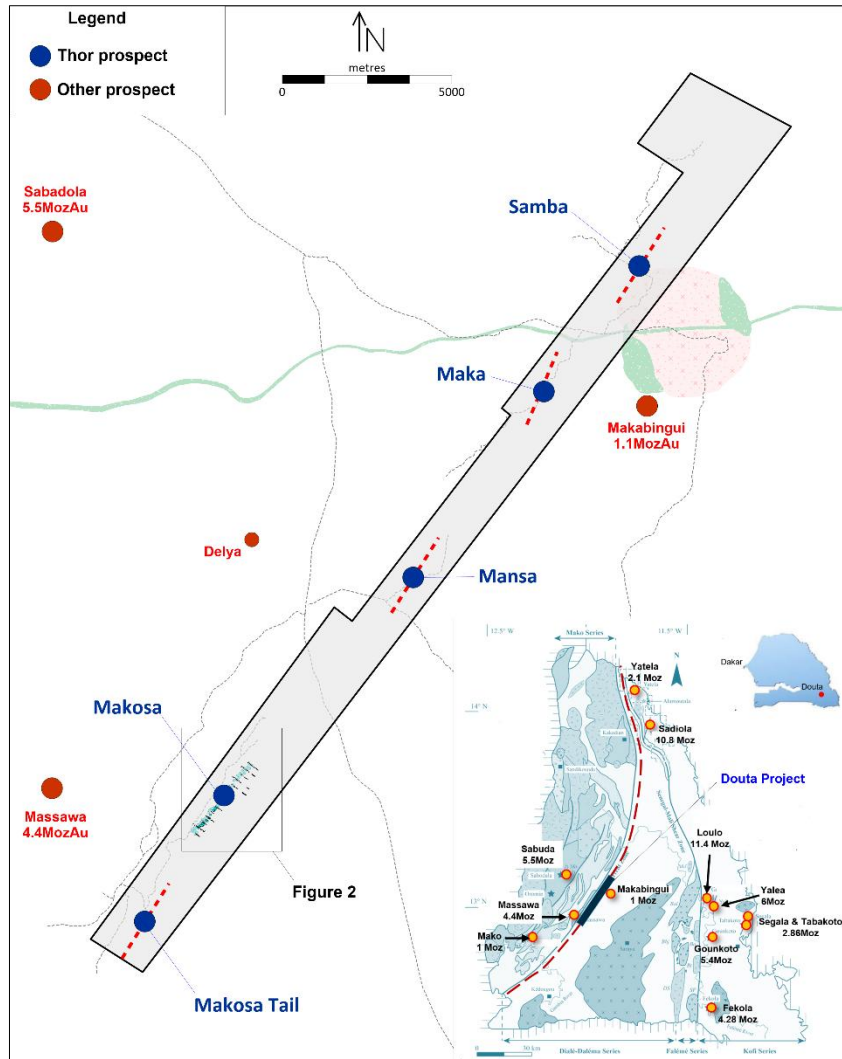 Legend
Thor prospect
Other prospect
N
metres
0
5000
Sabadola
5.5MozAu
Samba
Maka
Makabingui
1.1MozAu
Delya
Mansa
Makosa
Massawa
4.4MozAu
Figure 2
Makosa Tail
12.5° W
Mako Series
11.5° W
N
Yatela
2.1 Moz
14° N
Sadiola
10.8 Moz
Dakar
Douta
Douta Project
Loulo
11.4 Moz
Sabuda
5.5Moz
Makabingui
1 Moz
Yalea
6Moz
13° N
Massawa
4.4Moz
Segala & Tabakoto
2.86Moz
Mako
1 Moz
Gounkoto
5.4Moz
Fekola
4.28 Moz
0
30 km
Dialé-Daléma Series
Falémé Series
Kofi Series